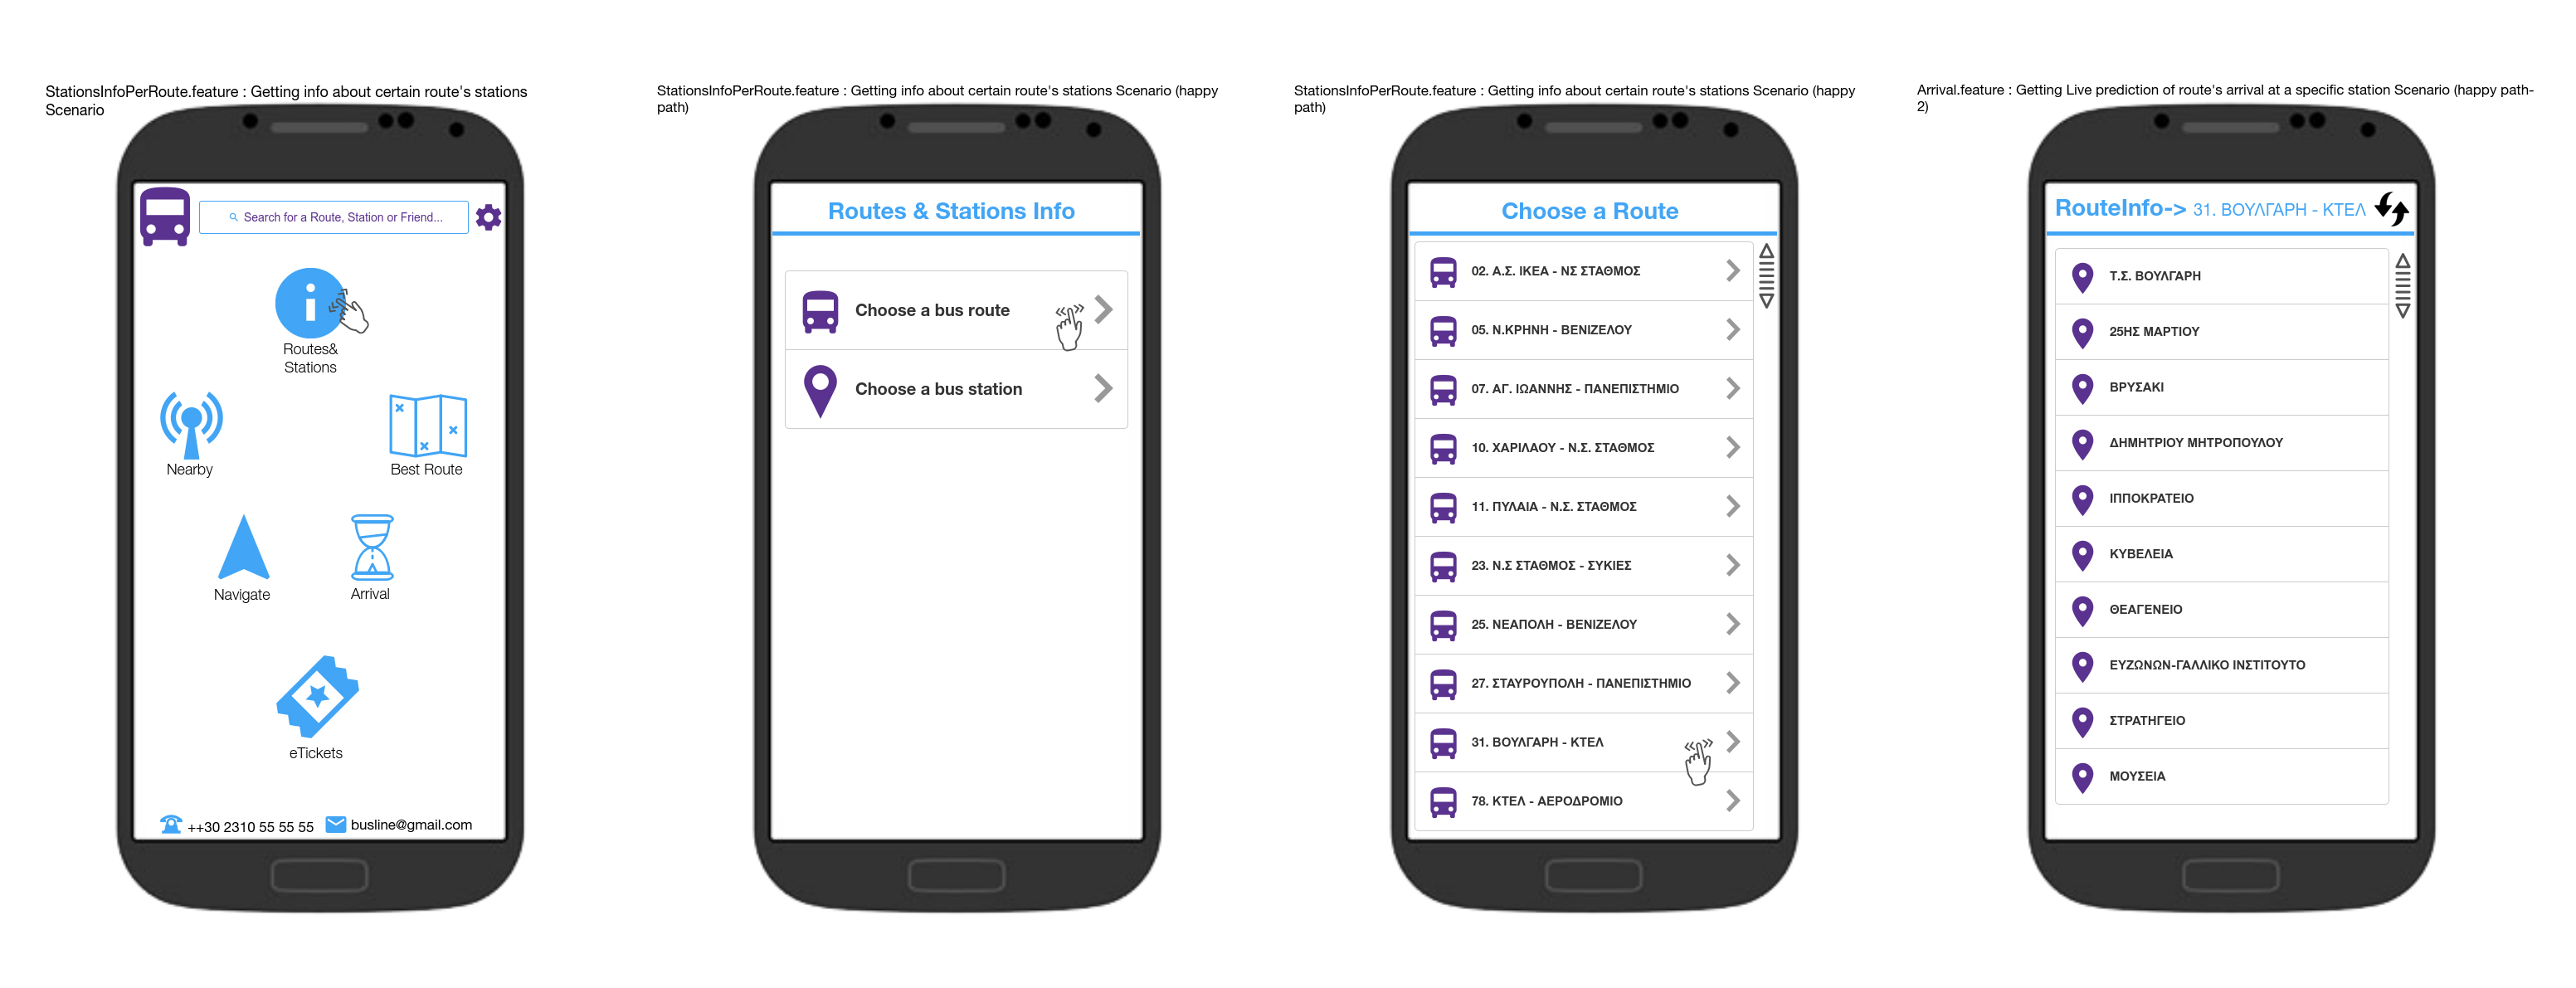 StationsInfoPerRoute.feature : Getting info about certain route's stations
Scenario
Search for a Route, Station or Friend...
Routes&
Stations
Nearby
Best Route
Navigate
Arrival
eTickets
++30 2310 55 55 55
busline@gmail.com
StationsInfoPerRoute.feature : Getting info about certain route's stations Scenario (happy
path)
Routes & Stations Info
Choose a bus route
Choose a bus station
StationsInfoPerRoute.feature : Getting info about certain route's stations Scenario (happy
path)
Choose a Route
02. Α.Σ. ΙΚΕΑ - ΝΣ ΣΤΑΘΜΟΣ
05. Ν.ΚΡΗΝΗ - ΒΕΝΙΖΕΛΟΥ
07. ΑΓ. ΙΩΑΝΝΗΣ - ΠΑΝΕΠΙΣΤΗΜΙΟ
10. ΧΑΡΙΛΑΟΥ - Ν.Σ. ΣΤΑΘΜΟΣ
11. ΠΥΛΑΙΑ - Ν.Σ. ΣΤΑΘΜΟΣ
23. Ν.Σ ΣΤΑΘΜΟΣ - ΣΥΚΙΕΣ
25. ΝΕΑΠΟΛΗ - ΒΕΝΙΖΕΛΟΥ
27. ΣΤΑΥΡΟΥΠΟΛΗ - ΠΑΝΕΠΙΣΤΗΜΙΟ
31. ΒΟΥΛΓΑΡΗ - ΚΤΕΛ
78. ΚΤΕΛ - ΑΕΡΟΔΡΟΜΙΟ
Arrival.feature : Getting Live prediction of route's arrival at a specific station Scenario (happy path-
2)
RouteInfo-> 31. ΒΟΥΛΓΑΡΗ - ΚΤΕΛ
Τ.Σ. ΒΟΥΛΓΑΡΗ
25ΗΣ ΜΑΡΤΙΟΥ
ΒΡΥΣΑΚΙ
ΔΗΜΗΤΡΙΟΥ ΜΗΤΡΟΠΟΥΛΟΥ
ΙΠΠΟΚΡΑΤΕΙΟ
ΚΥΒΕΛΕΙΑ
ΘΕΑΓΕΝΕΙΟ
ΕΥΖΩΝΩΝ-ΓΑΛΛΙΚΟ ΙΝΣΤΙΤΟΥΤΟ
ΣΤΡΑΤΗΓΕΙΟ
ΜΟΥΣΕΙΑ